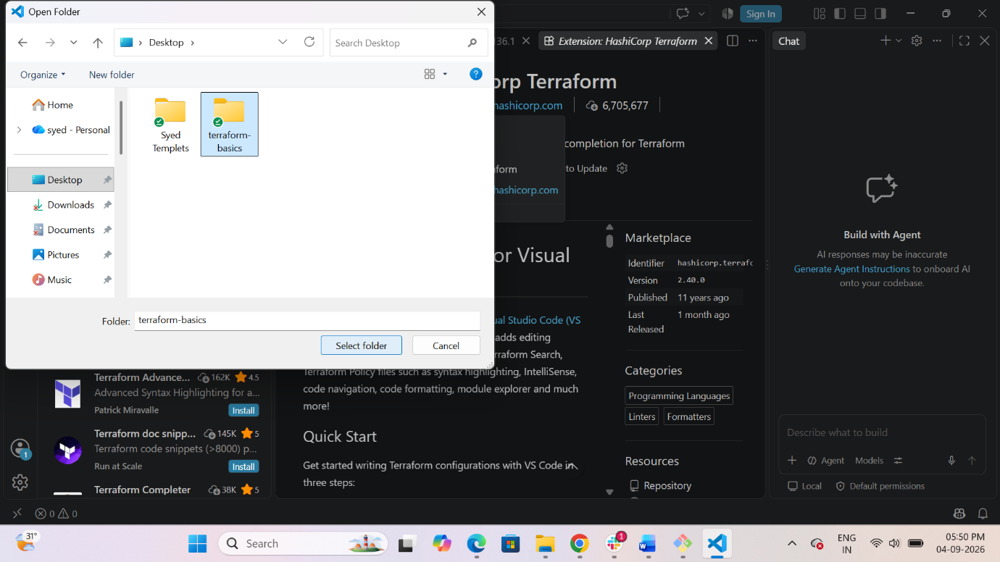 Open Folder
Desktop
Search Desktop
Organize
New folder
Home
syed - Personal
Desktop
Downloads
Documents
Pictures
Music
Syed
Templets
terraform-
basics
Folder:
terraform-basics
Select folder
Cancel
Sign In
36.1
Extension: HashiCorp Terraform
orp Terraform
hashicorp.com
6,705,677
completion for Terraform
to Update
hashicorp.com
or Visual
ual Studio Code (VS
adds editing
Terraform Policy files such as syntax highlighting, IntelliSense,
code navigation, code formatting, module explorer and much
more!
Quick Start
Get started writing Terraform configurations with VS Code in
three steps:
Marketplace
Identifier
Version
2.40.0
Published
11 years ago
Last
Released
1 month ago
Categories
Programming Languages
Linters
Formatters
Resources
Repository
Terraform Advance...
162K
4.5
Advanced Syntax Highlighting for a...
Patrick Miravalle
Install
Terraform doc snipp...
145K
5
Terraform code snippets (>8000) p...
Run at Scale
Install
Terraform Completer
38K
5
1
Chat
Build with Agent
AI responses may be inaccurate
Generate Agent Instructions to onboard AI
onto your codebase.
Describe what to build
Agent
Models
Local
Default permissions
0
0
31°
Search
1
ENG
IN
05:50 PM
04-09-2026